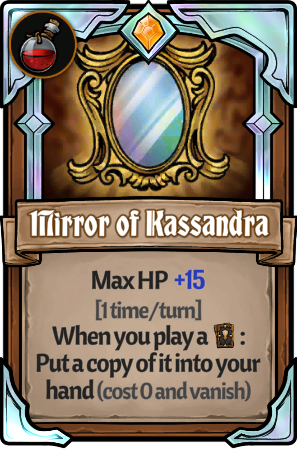 Mirror of Kassandra
Max HP +15
[1 time/turn]
When you play a :
Put a copy of it into your
hand (cost 0 and vanish)